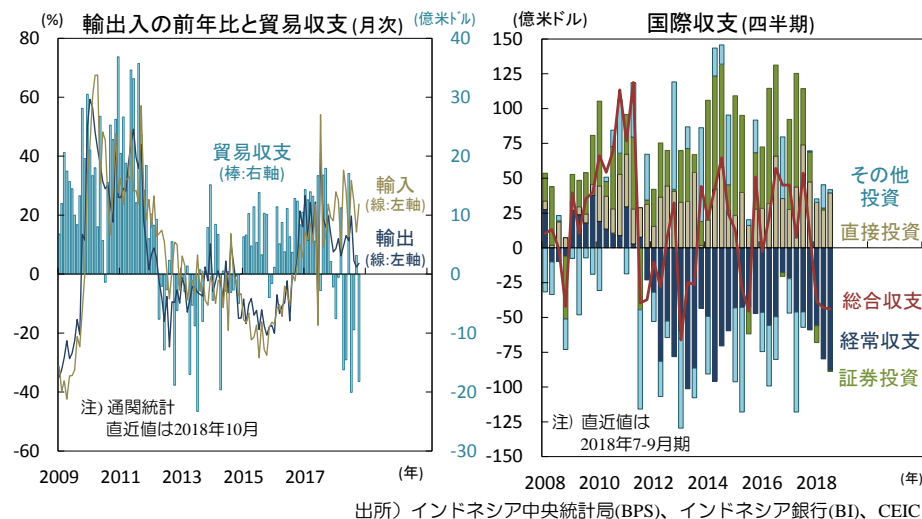 輸出入の前年比と貿易収支(月次)
(%)
(億米ドル)
80
60
40
20
0
-20
-40
-60
40
30
20
10
0
-10
-20
-30
貿易収支
(棒:右軸)
輸入
(線:左軸)
輸出
(線:左軸)
注) 通関統計
直近値は2018年10月
2009
2011
2013
2015
2017
(年)
国際収支(四半期)
(億米ドル)
150
125
100
75
50
25
0
-25
-50
-75
-100
-125
-150
その他
投資
直接投資
総合収支
経常収支
証券投資
注) 直近値は
2018年7-9月期
2008
2010
2012
2014
2016
2018
(年)
出所）インドネシア中央統計局(BPS)、インドネシア銀行(BI)、CEIC